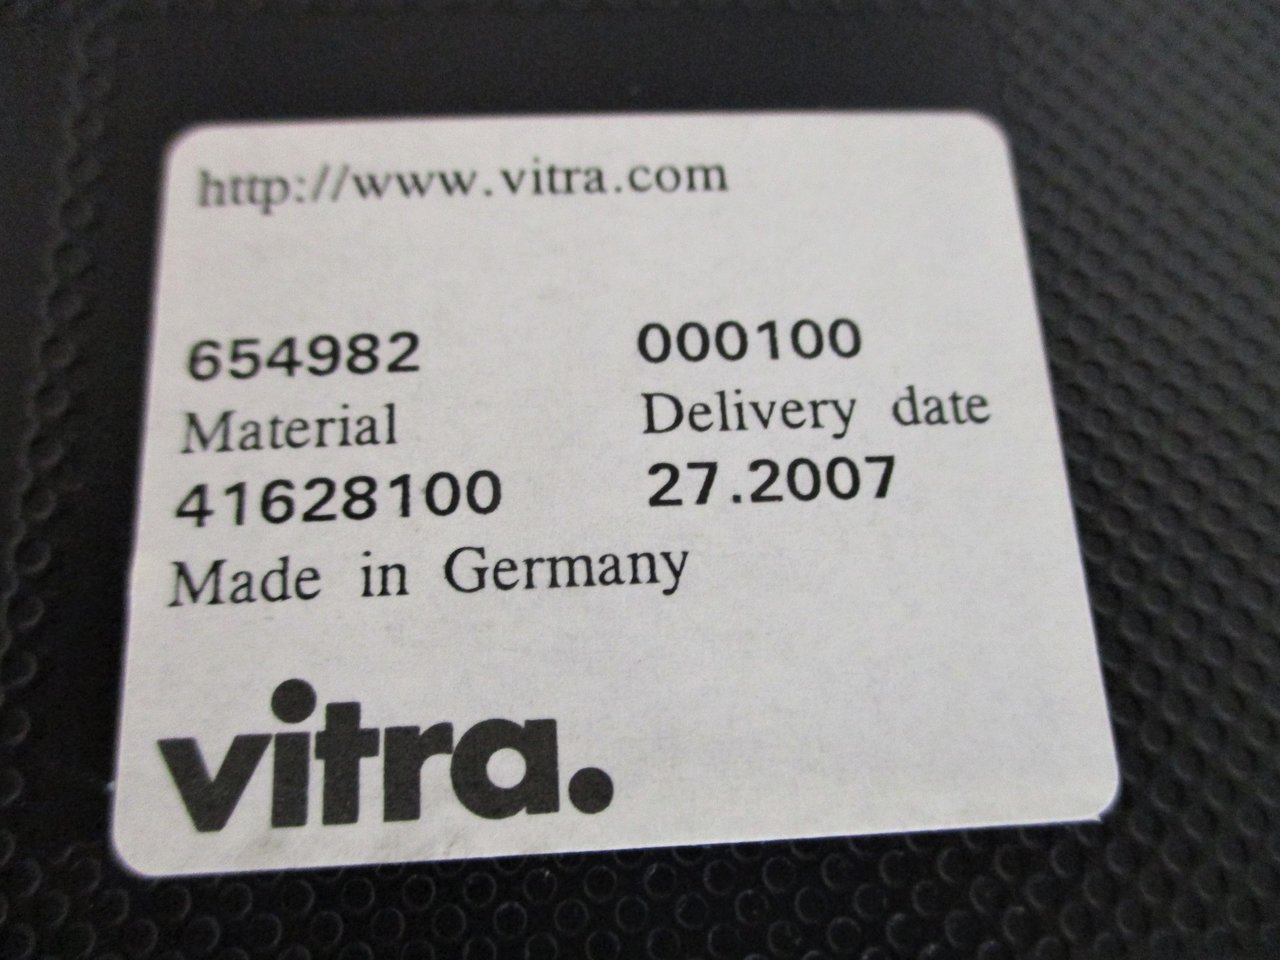 http://www.vitra.com
654982 000100
Material Delivery date
41628100 27.2007
Made in Germany
vitra.